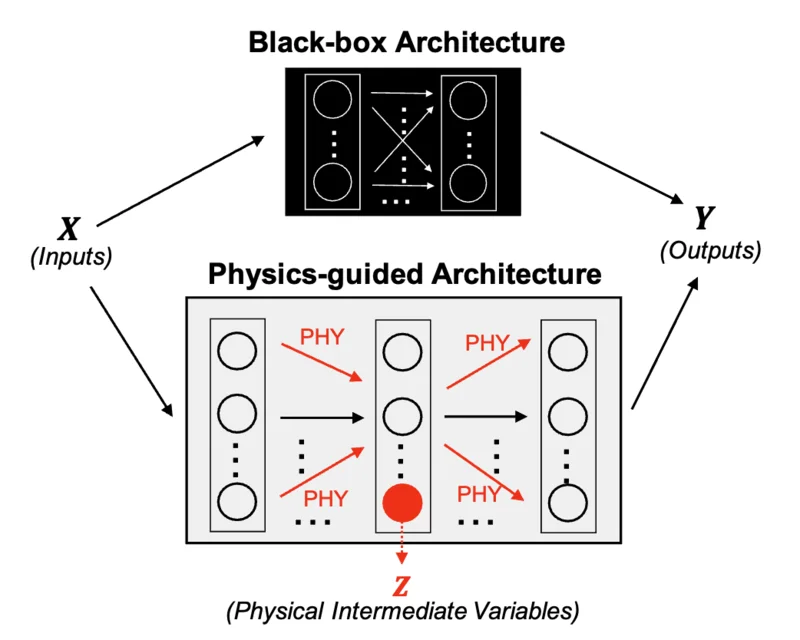 Black-box Architecture
X
(Inputs)
Y
(Outputs)
Physics-guided Architecture
PHY
PHY
PHY
PHY
Z
(Physical Intermediate Variables)